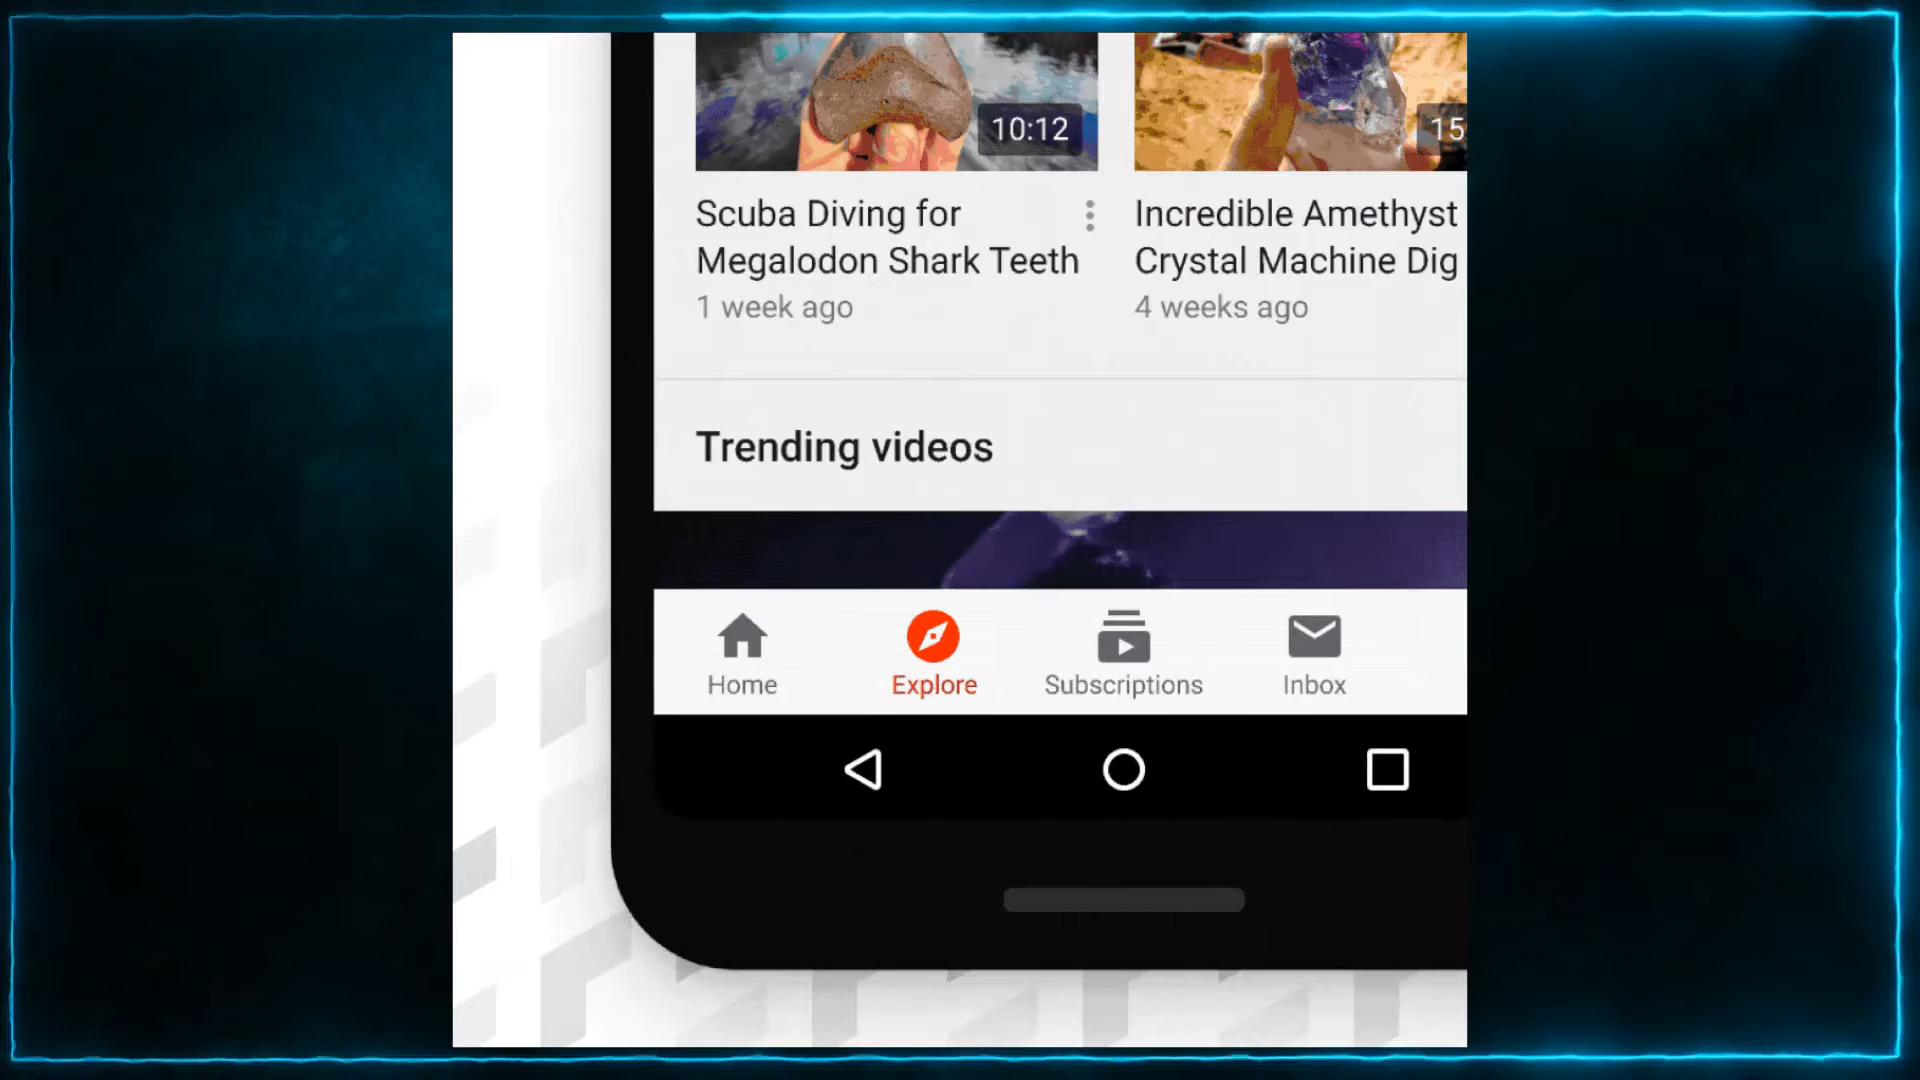 10:12
15
Scuba Diving for
Megalodon Shark Teeth
1 week ago
Incredible Amethyst
Crystal Machine Dig
4 weeks ago
Trending videos
Home
Explore
Subscriptions
Inbox